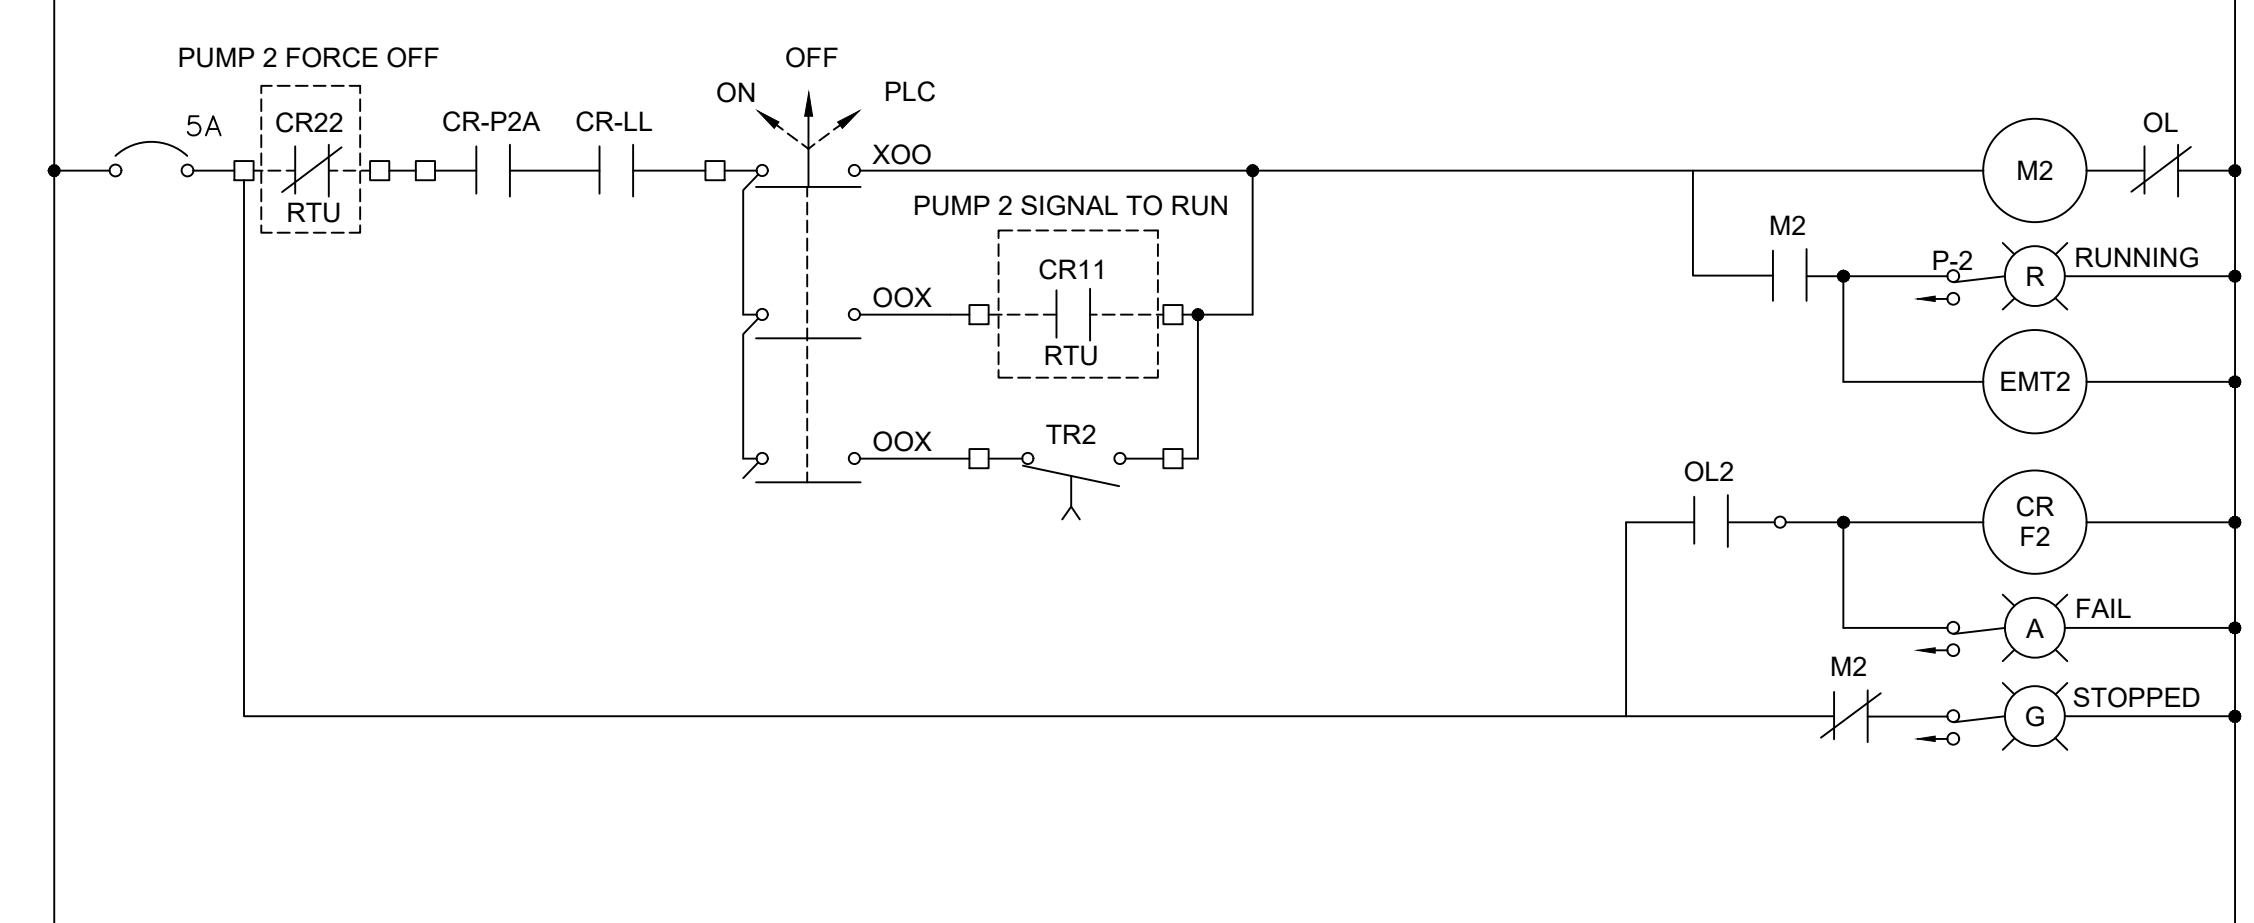 PUMP 2 FORCE OFF
OFF
ON
PLC
5A
CR22
CR-P2A
CR-LL
OL
XOO
M2
RTU
PUMP 2 SIGNAL TO RUN
M2
CR11
P-2
R
RUNNING
OOX
RTU
EMT2
TR2
OOX
OL2
CR
F2
FAIL
A
M2
STOPPED
G